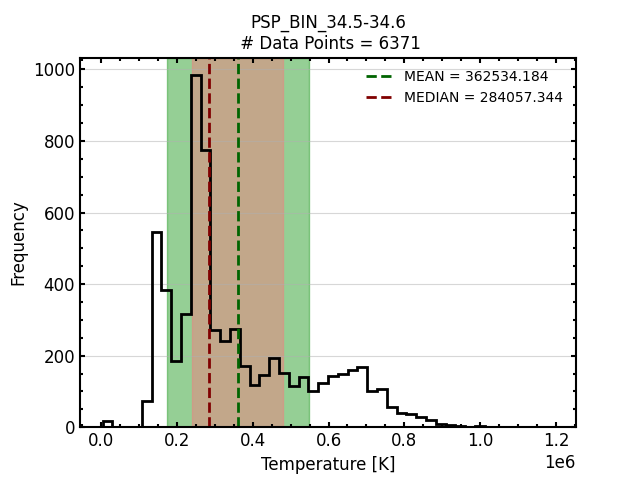 PSP_BIN_34.5-34.6
# Data Points = 6371
MEAN = 362534.184
MEDIAN = 284057.344
Frequency
1000
800
600
400
200
0
0.0 0.2 0.4 0.6 0.8 1.0 1.2
1e6
Temperature [K]